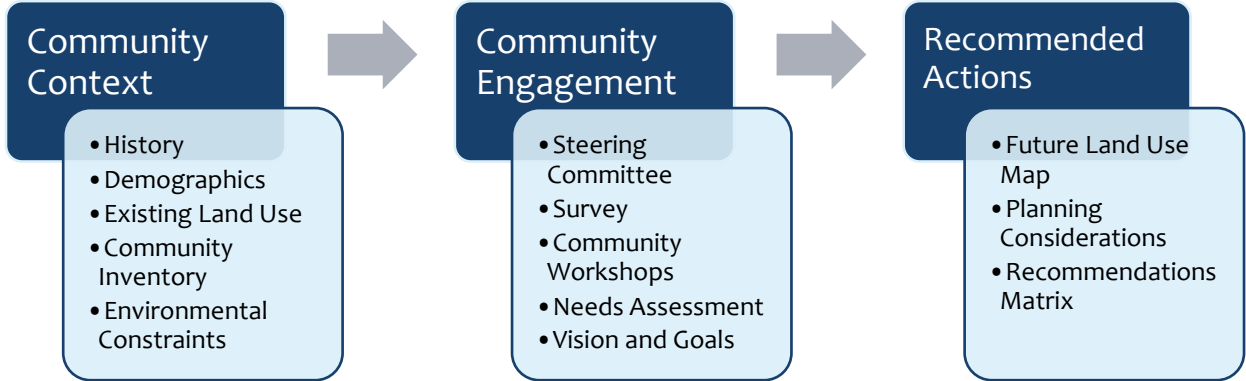 Community
Context
• History
• Demographics
• Existing Land Use
• Community
Inventory
• Environmental
Constraints
Community
Engagement
• Steering
Committee
• Survey
• Community
Workshops
• Needs Assessment
• Vision and Goals
Recommended
Actions
• Future Land Use
Map
• Planning
Considerations
• Recommendations
Matrix